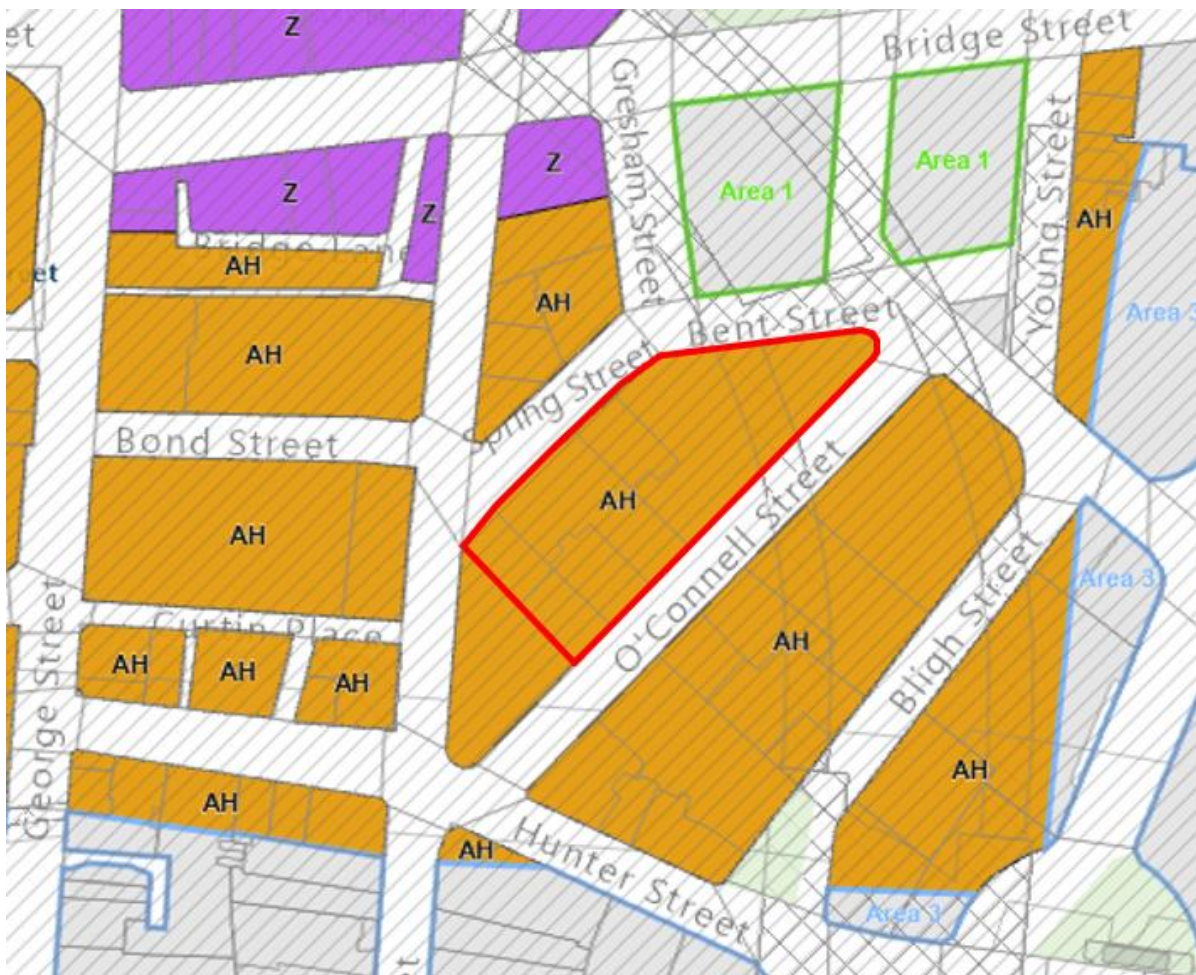 et
Z
Bridge Street
Gresham Street
Z
Z
Z
Area 1
Area 1
Young Street
AH
Bridge Lane
AH
AH
AH
Bent Street
Area 3
Spring Street
Bond Street
AH
AH
O'Connell Street
Area 3
George Street
Curtin Place
AH
AH
AH
AH
Bligh Street
AH
AH
AH
Hunter Street
Area 3